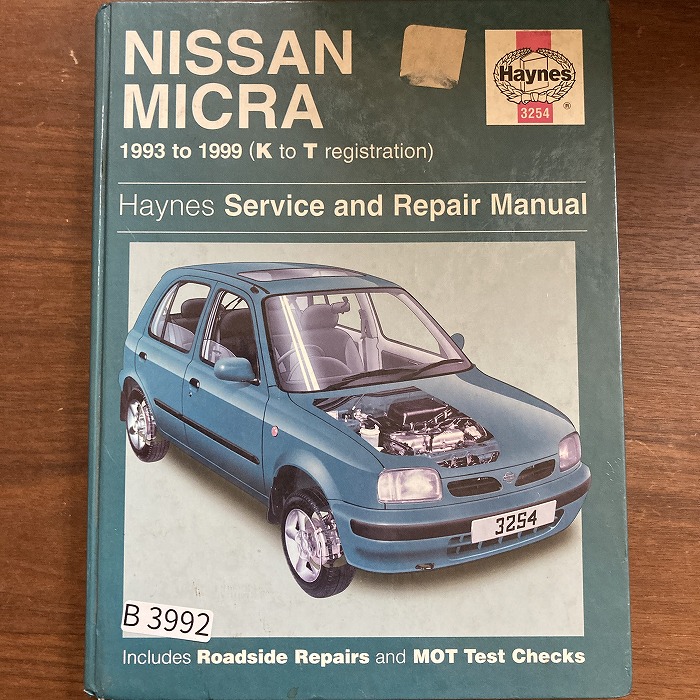 NISSAN
MICRA
Haynes
®
3254
1993 to 1999 (K to T registration)
Haynes Service and Repair Manual
3254
B 3992
Includes Roadside Repairs and MOT Test Checks